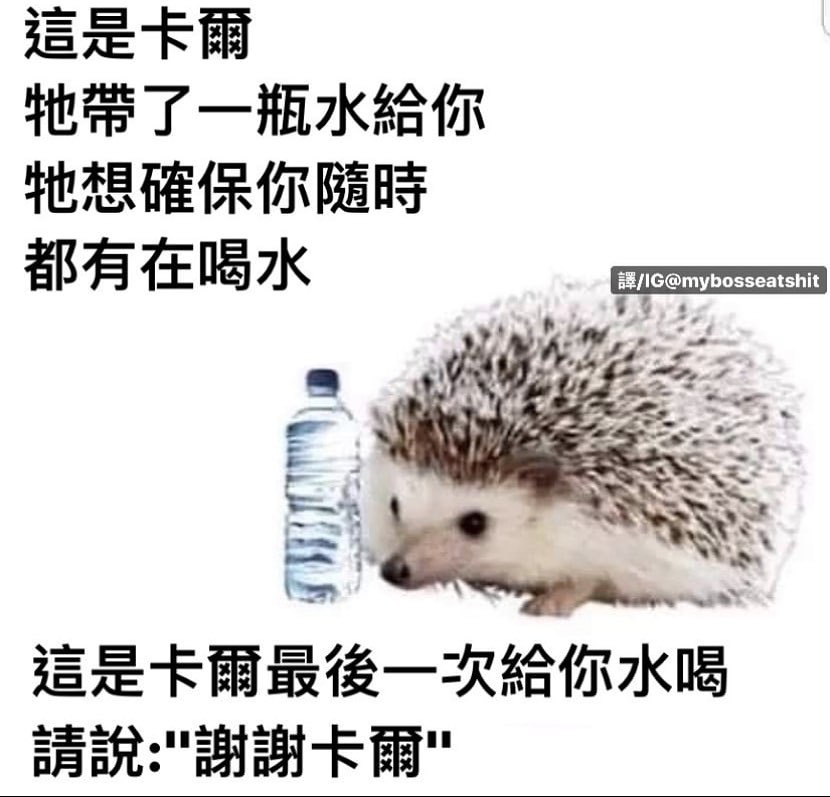 這是卡爾
牠帶了一瓶水給你
牠想確保你隨時
都有在喝水
譯/IG@mybosseatshit
這是卡爾最後一次給你水喝
請說:"謝謝卡爾"